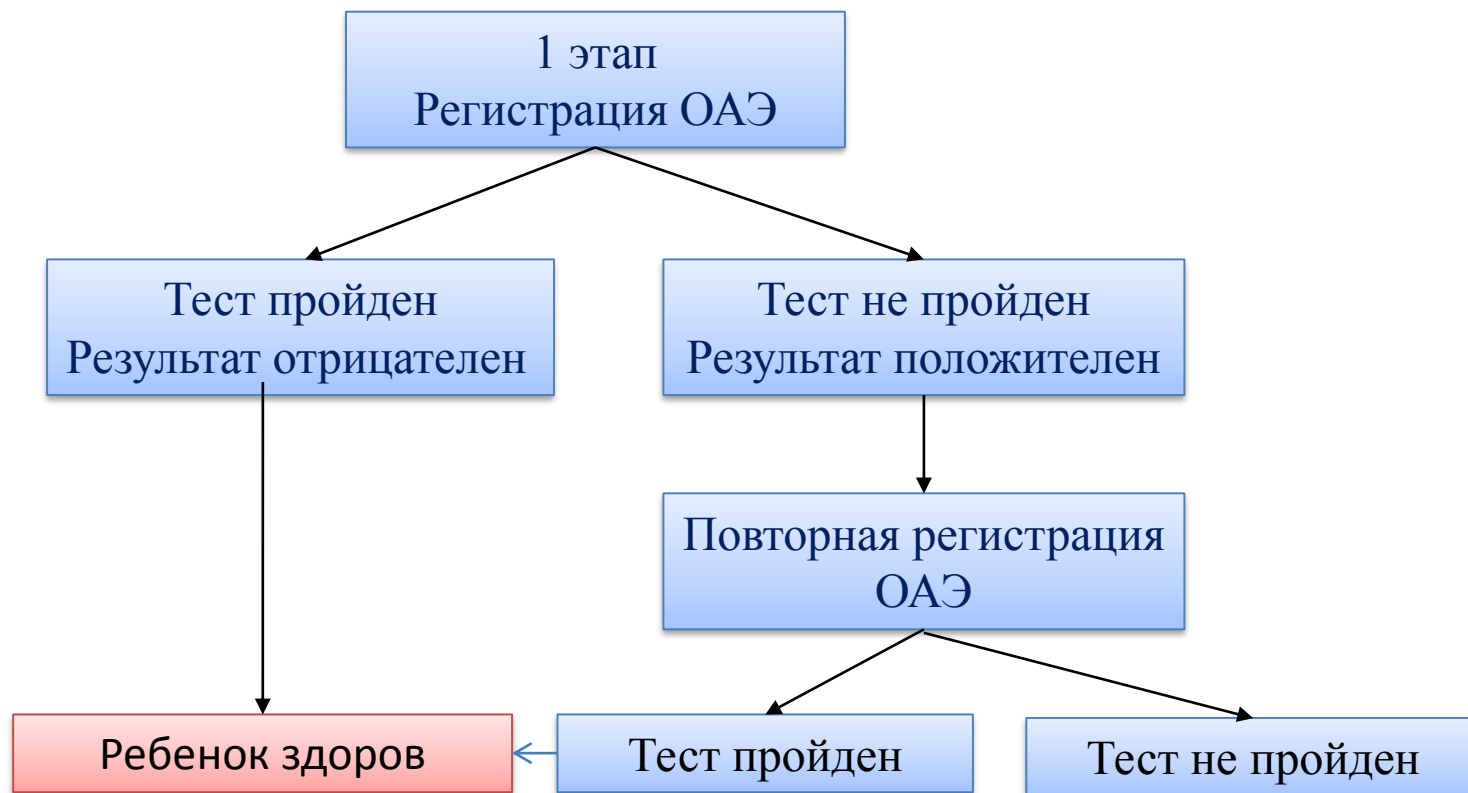 1 этап
Регистрация ОАЭ
Тест пройден
Результат отрицателен
Тест не пройден
Результат положителен
Повторная регистрация
ОАЭ
Ребенок здоров
Тест пройден
Тест не пройден